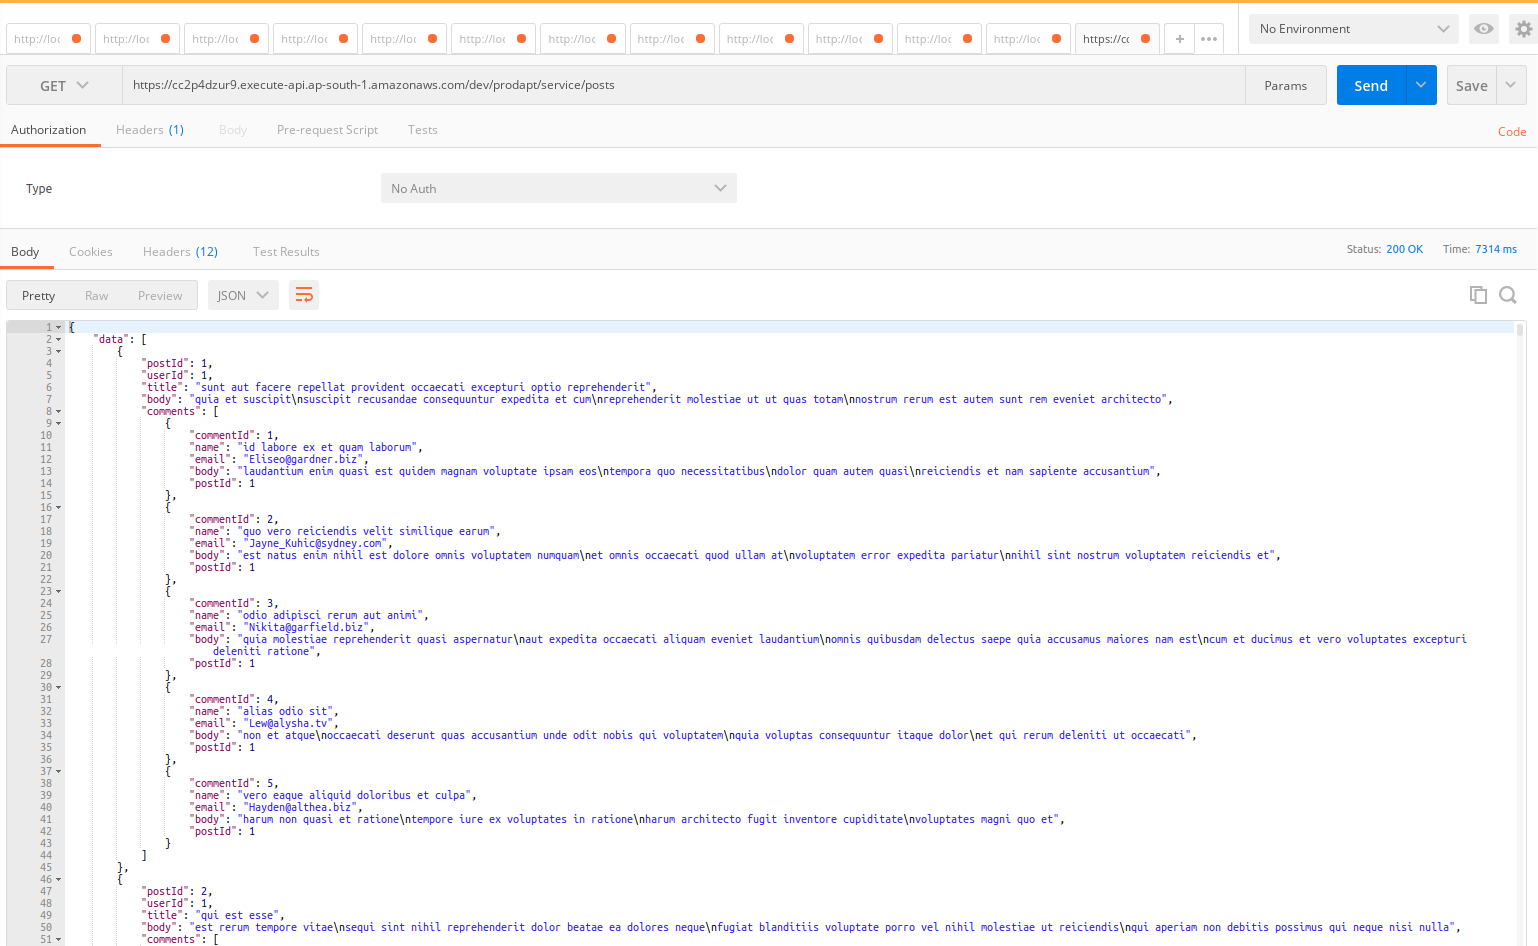 http://loc http://loc http://loc http://loc http://loc http://loc http://loc http://loc http://loc http://loc http://loc http://loc https://cc + ••• No Environment
GET https://cc2p4dzur9.execute-api.ap-south-1.amazonaws.com/dev/prodapt/service/posts Params Send Save
Authorization Headers (1) Body Pre-request Script Tests Code
Type No Auth
Body Cookies Headers (12) Test Results Status: 200 OK Time: 7314 ms
Pretty Raw Preview JSON
1 {
2 "data": [
3 {
4 "postId": 1,
5 "userId": 1,
6 "title": "sunt aut facere repellat provident occaecati excepturi optio reprehenderit",
7 "body": "quia et suscipit\nsuscipit recusandae consequuntur expedita et cum\nreprehenderit molestiae ut ut quas totam\nnostrum rerum est autem sunt rem eveniet architecto",
8 "comments": [
9 {
10 "commentId": 1,
11 "name": "id labore ex et quam laborum",
12 "email": "Eliseo@gardner.biz",
13 "body": "laudantium enim quasi est quidem magnam voluptate ipsam eos\ntempora quo necessitatibus\ndolor quam autem quasi\nreiciendis et nam sapiente accusantium",
14 "postId": 1
15 },
16 {
17 "commentId": 2,
18 "name": "quo vero reiciendis velit similique earum",
19 "email": "Jayne_Kuhic@sydney.com",
20 "body": "est natus enim nihil est dolore omnis voluptatem numquam\net omnis occaecati quod ullam at\nvoluptatem error expedita pariatur\nnihil sint nostrum voluptatem reiciendis et",
21 "postId": 1
22 },
23 {
24 "commentId": 3,
25 "name": "odio adipisci rerum aut animi",
26 "email": "Nikita@garfield.biz",
27 "body": "quia molestiae reprehenderit quasi aspernatur\naut expedita occaecati aliquam eveniet laudantium\nomnis quibusdam delectus saepe quia accusamus maiores nam est\ncum et ducimus et vero voluptates excepturi
deleniti ratione",
28 "postId": 1
29 },
30 {
31 "commentId": 4,
32 "name": "alias odio sit",
33 "email": "Lew@alysha.tv",
34 "body": "non et atque\noccaecati deserunt quas accusantium unde odit nobis qui voluptatem\nquia voluptas consequuntur itaque dolor\net qui rerum deleniti ut occaecati",
35 "postId": 1
36 },
37 {
38 "commentId": 5,
39 "name": "vero eaque aliquid doloribus et culpa",
40 "email": "Hayden@althea.biz",
41 "body": "harum non quasi et ratione\ntempore iure ex voluptates in ratione\nharum architecto fugit inventore cupiditate\nvoluptates magni quo et",
42 "postId": 1
43 }
44 ]
45 },
46 {
47 "postId": 2,
48 "userId": 1,
49 "title": "qui est esse",
50 "body": "est rerum tempore vitae\nsequi sint nihil reprehenderit dolor beatae ea dolores neque\nfugiat blanditiis voluptate porro vel nihil molestiae ut reiciendis\nqui aperiam non debitis possimus qui neque nisi nulla",
51 "comments": [